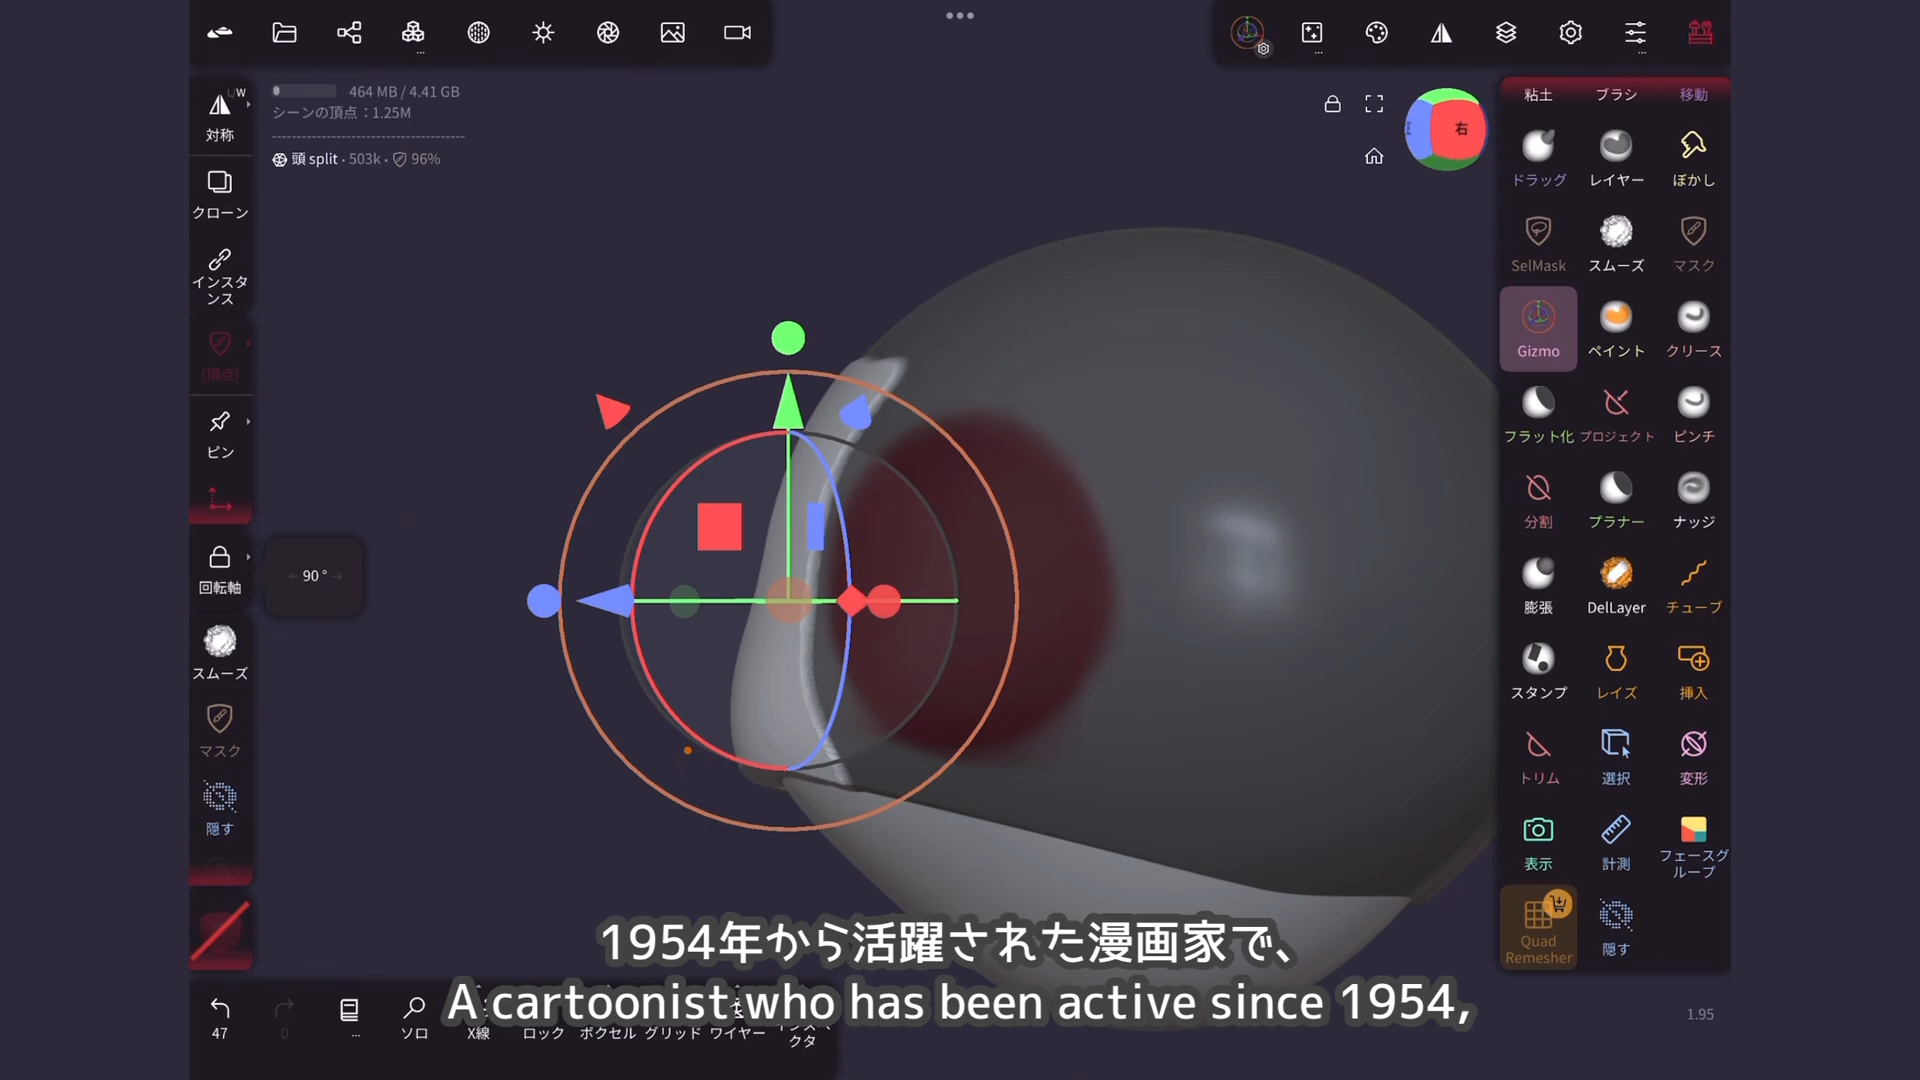 L/W
対称
クローン
インスタ
ンス
(頂点)
ピン
回転軸
90°
スムーズ
マスク
隠す
464 MB / 4.41 GB
シーンの頂点：1.25M
頭 split・503k・96%
右
粘土 ブラシ 移動
ドラッグ レイヤー ぼかし
SelMask スムーズ マスク
Gizmo ペイント クリース
フラット化 プロジェクト ピンチ
分割 プラナー ナッジ
膨張 DelLayer チューブ
スタンプ レイズ 挿入
トリム 選択 変形
表示 計測 フェースグ
ループ
Quad
Remesher
隠す
1954年から活躍された漫画家で、
A cartoonist who has been active since 1954,
47 0 ... ソロ X線 ロック ボクセル グリッド ワイヤー
クタ
1.95